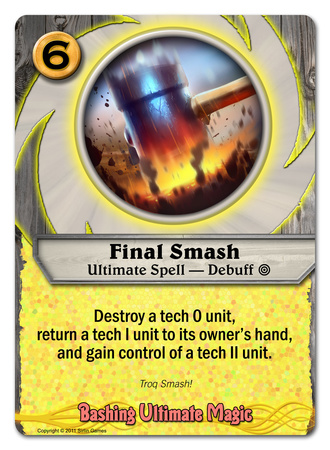 6
Final Smash
Ultimate Spell — Debuff ◎
Destroy a tech 0 unit,
return a tech I unit to its owner's hand,
and gain control of a tech II unit.
Troq Smash!
Bashing Ultimate Magic
Copyright © 2011 Sirlin Games